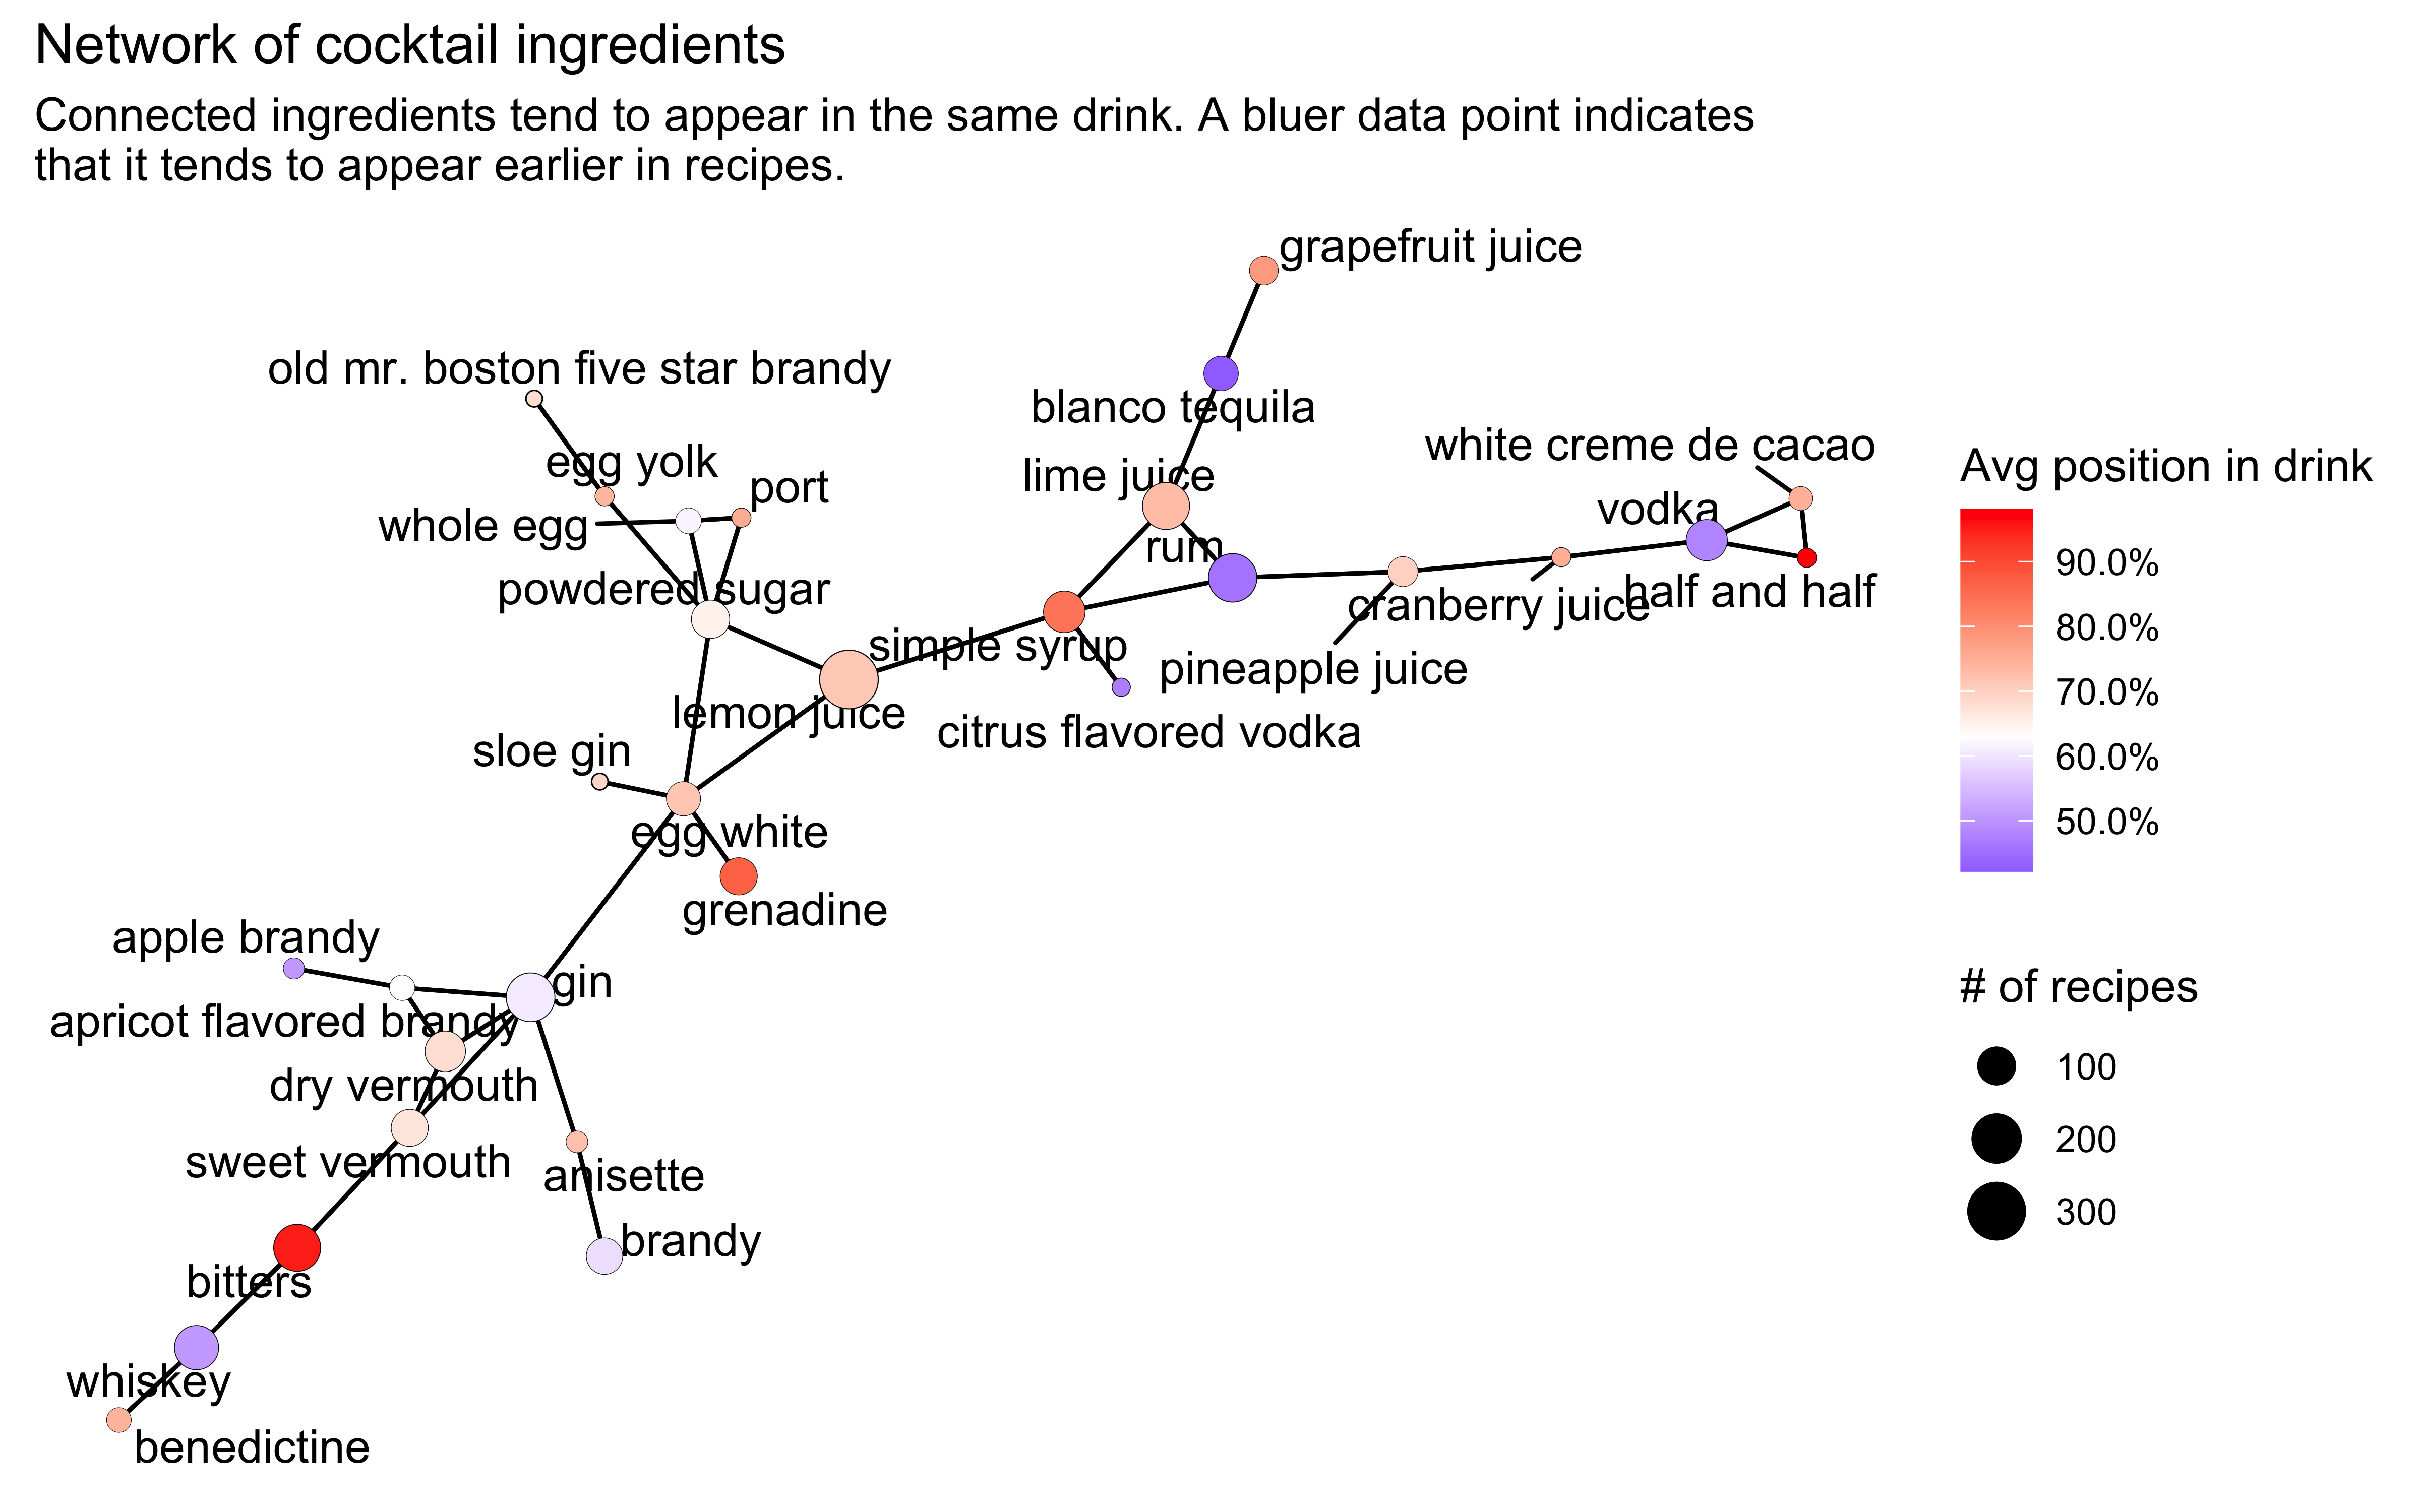 Network of cocktail ingredients
Connected ingredients tend to appear in the same drink. A bluer data point indicates
that it tends to appear earlier in recipes.
grapefruit juice
old mr. boston five star brandy
blanco tequila
white creme de cacao
egg yolk
lime juice
port
vodka
whole egg
rum
powdered sugar
half and half
cranberry juice
simple syrup
pineapple juice
lemon juice
citrus flavored vodka
sloe gin
egg white
grenadine
apple brandy
gin
apricot flavored brandy
dry vermouth
sweet vermouth
anisette
brandy
bitters
whiskey
benedictine
Avg position in drink
90.0%
80.0%
70.0%
60.0%
50.0%
# of recipes
100
200
300